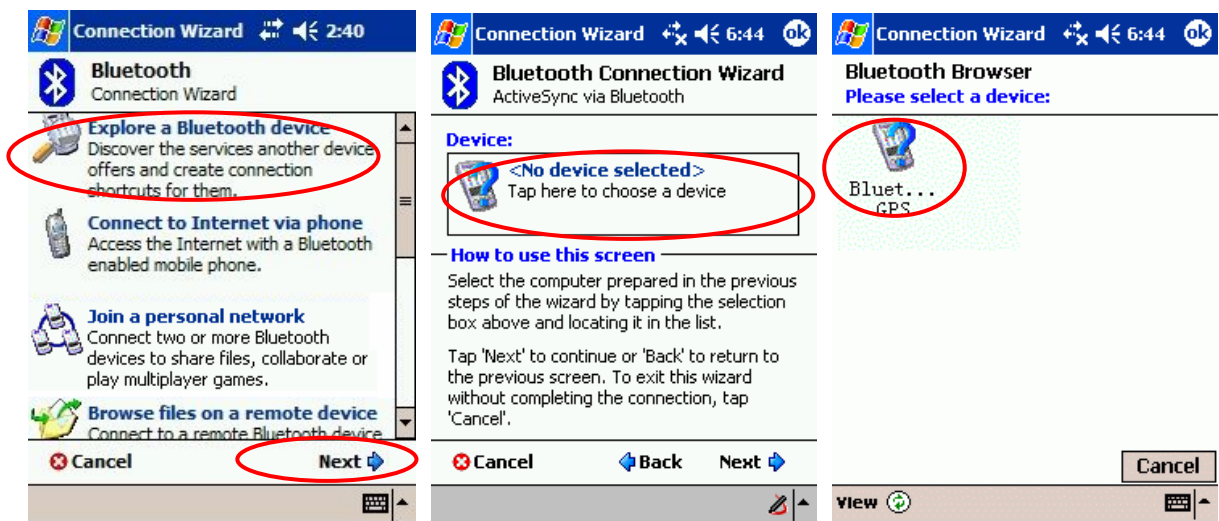 Connection Wizard 2:40
Bluetooth
Connection Wizard
Explore a Bluetooth device
Discover the services another device
offers and create connection
shortcuts for them.
Connect to Internet via phone
Access the Internet with a Bluetooth
enabled mobile phone.
Join a personal network
Connect two or more Bluetooth
devices to share files, collaborate or
play multiplayer games.
Browse files on a remote device
Connect to a remote Bluetooth device
Cancel Next
Connection Wizard 6:44 ok
Bluetooth Connection Wizard
ActiveSync via Bluetooth
Device:
<No device selected>
Tap here to choose a device
How to use this screen
Select the computer prepared in the previous
steps of the wizard by tapping the selection
box above and locating it in the list.
Tap 'Next' to continue or 'Back' to return to
the previous screen. To exit this wizard
without completing the connection, tap
'Cancel'.
Cancel Back Next
Connection Wizard 6:44 ok
Bluetooth Browser
Please select a device:
Bluet...
GPS
Cancel
View